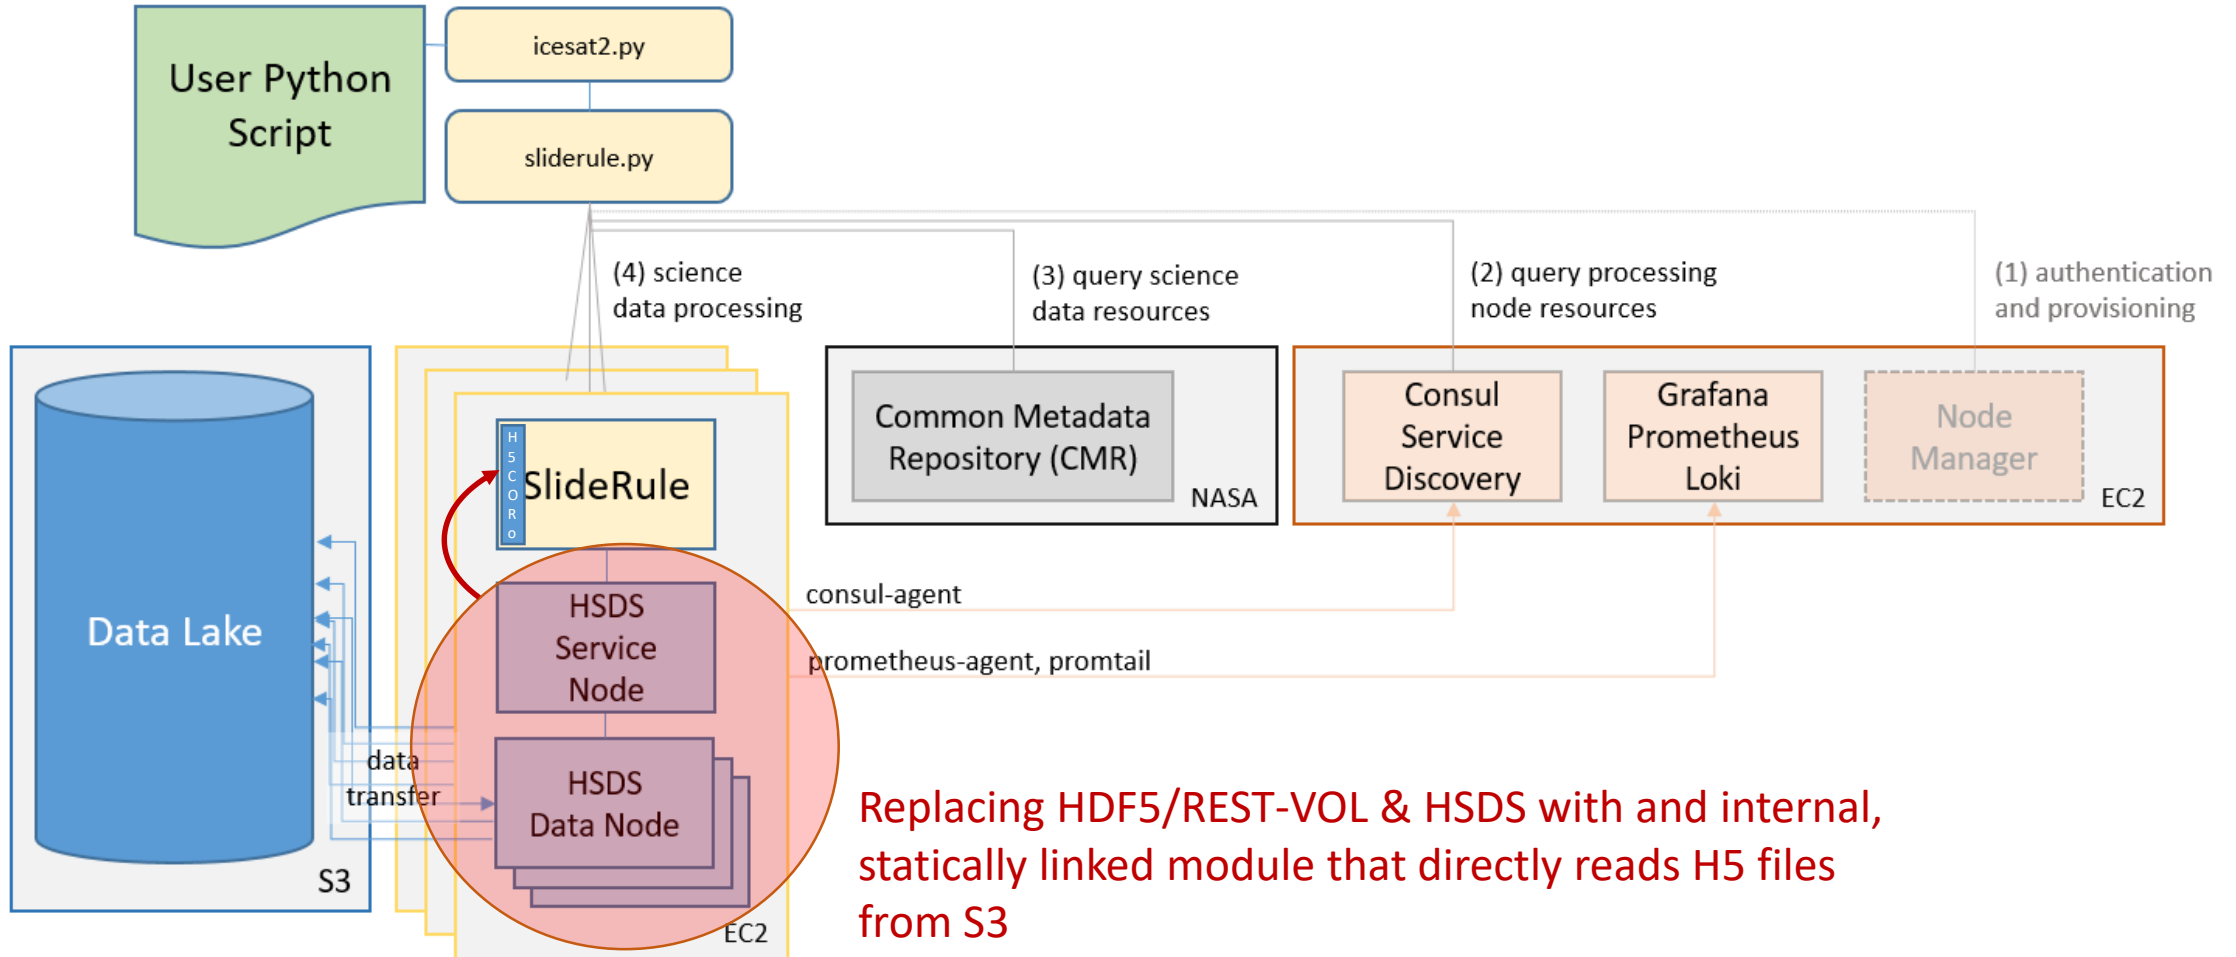 User Python
Script
icesat2.py
sliderule.py
(4) science
data processing
(3) query science
data resources
(2) query processing
node resources
(1) authentication
and provisioning
Data Lake
S3
H
5
C
O
R
o
SlideRule
HSDS
Service
Node
HSDS
Data Node
EC2
data
transfer
Common Metadata
Repository (CMR)
NASA
Consul
Service
Discovery
Grafana
Prometheus
Loki
Node
Manager
EC2
consul-agent
prometheus-agent, promtail
Replacing HDF5/REST-VOL & HSDS with and internal,
statically linked module that directly reads H5 files
from S3